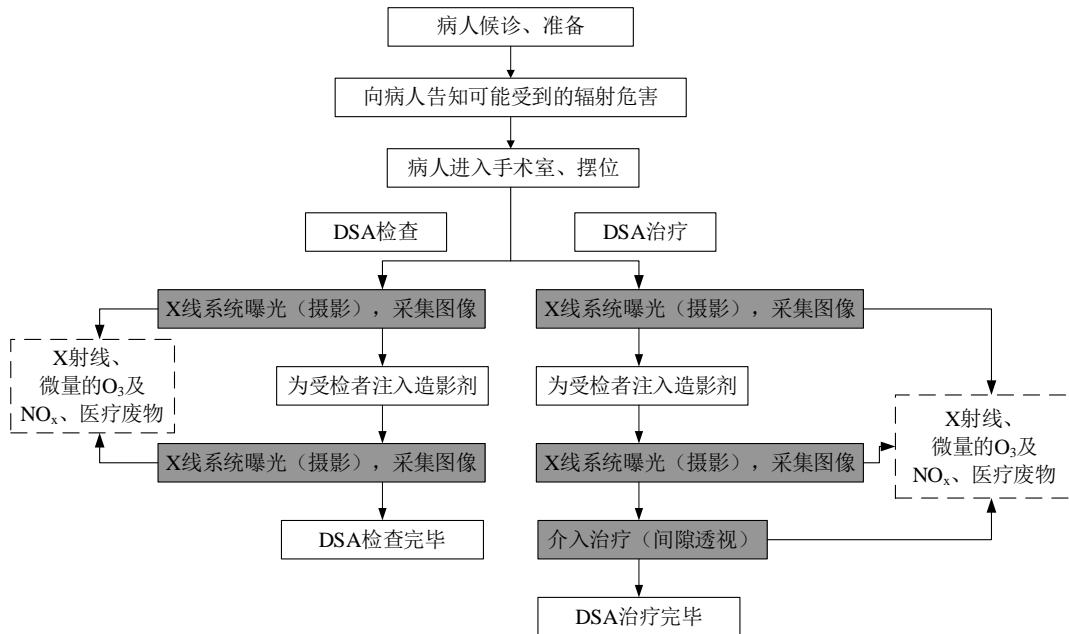 病人候诊、准备
向病人告知可能受到的辐射危害
病人进入手术室、摆位
DSA检查
DSA治疗
X线系统曝光（摄影），采集图像
X线系统曝光（摄影），采集图像
X射线、
微量的O₃及
NOₓ、医疗废物
为受检者注入造影剂
为受检者注入造影剂
X射线、
微量的O₃及
NOₓ、医疗废物
X线系统曝光（摄影），采集图像
X线系统曝光（摄影），采集图像
DSA检查完毕
介入治疗（间隙透视）
DSA治疗完毕